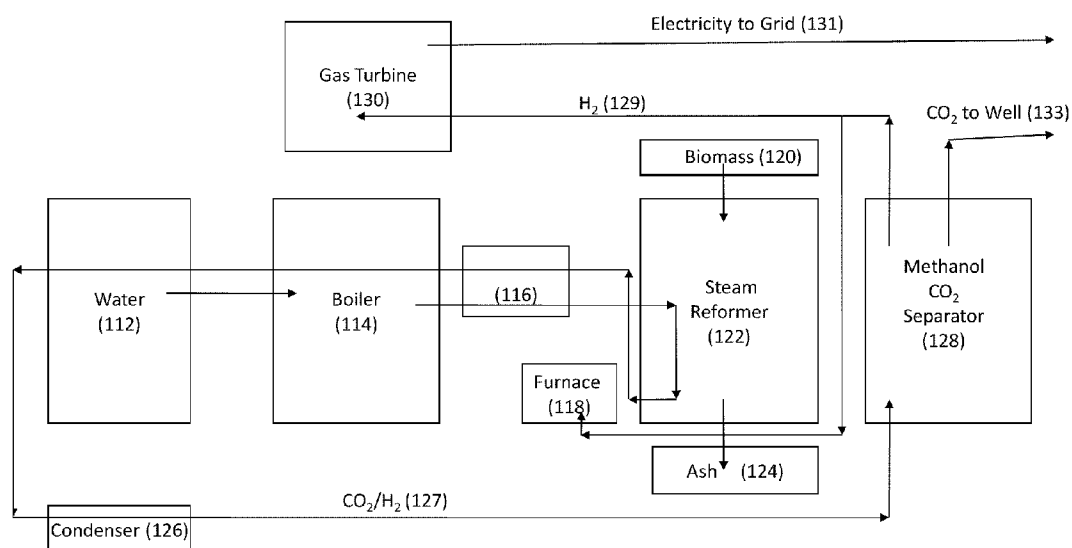 Electricity to Grid (131)
Gas Turbine
(130)
H₂ (129)
CO₂ to Well (133)
Biomass (120)
Water
(112)
Boiler
(114)
(116)
Steam
Reformer
(122)
Methanol
CO₂
Separator
(128)
Furnace
(118)
Ash (124)
CO₂/H₂ (127)
Condenser (126)